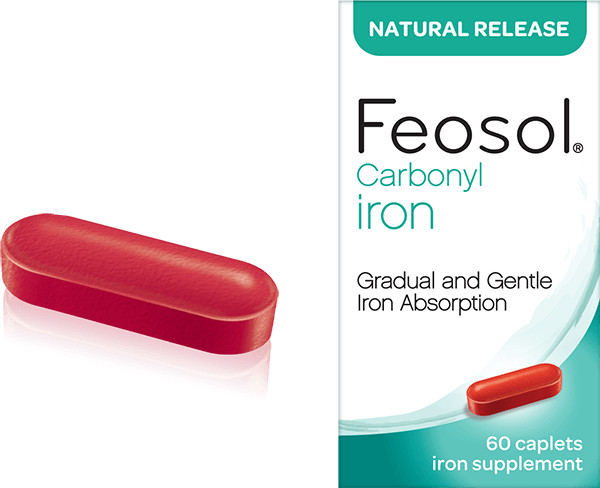 NATURAL RELEASE
Feosol®
Carbonyl
iron
Gradual and Gentle
Iron Absorption
60 caplets
iron supplement